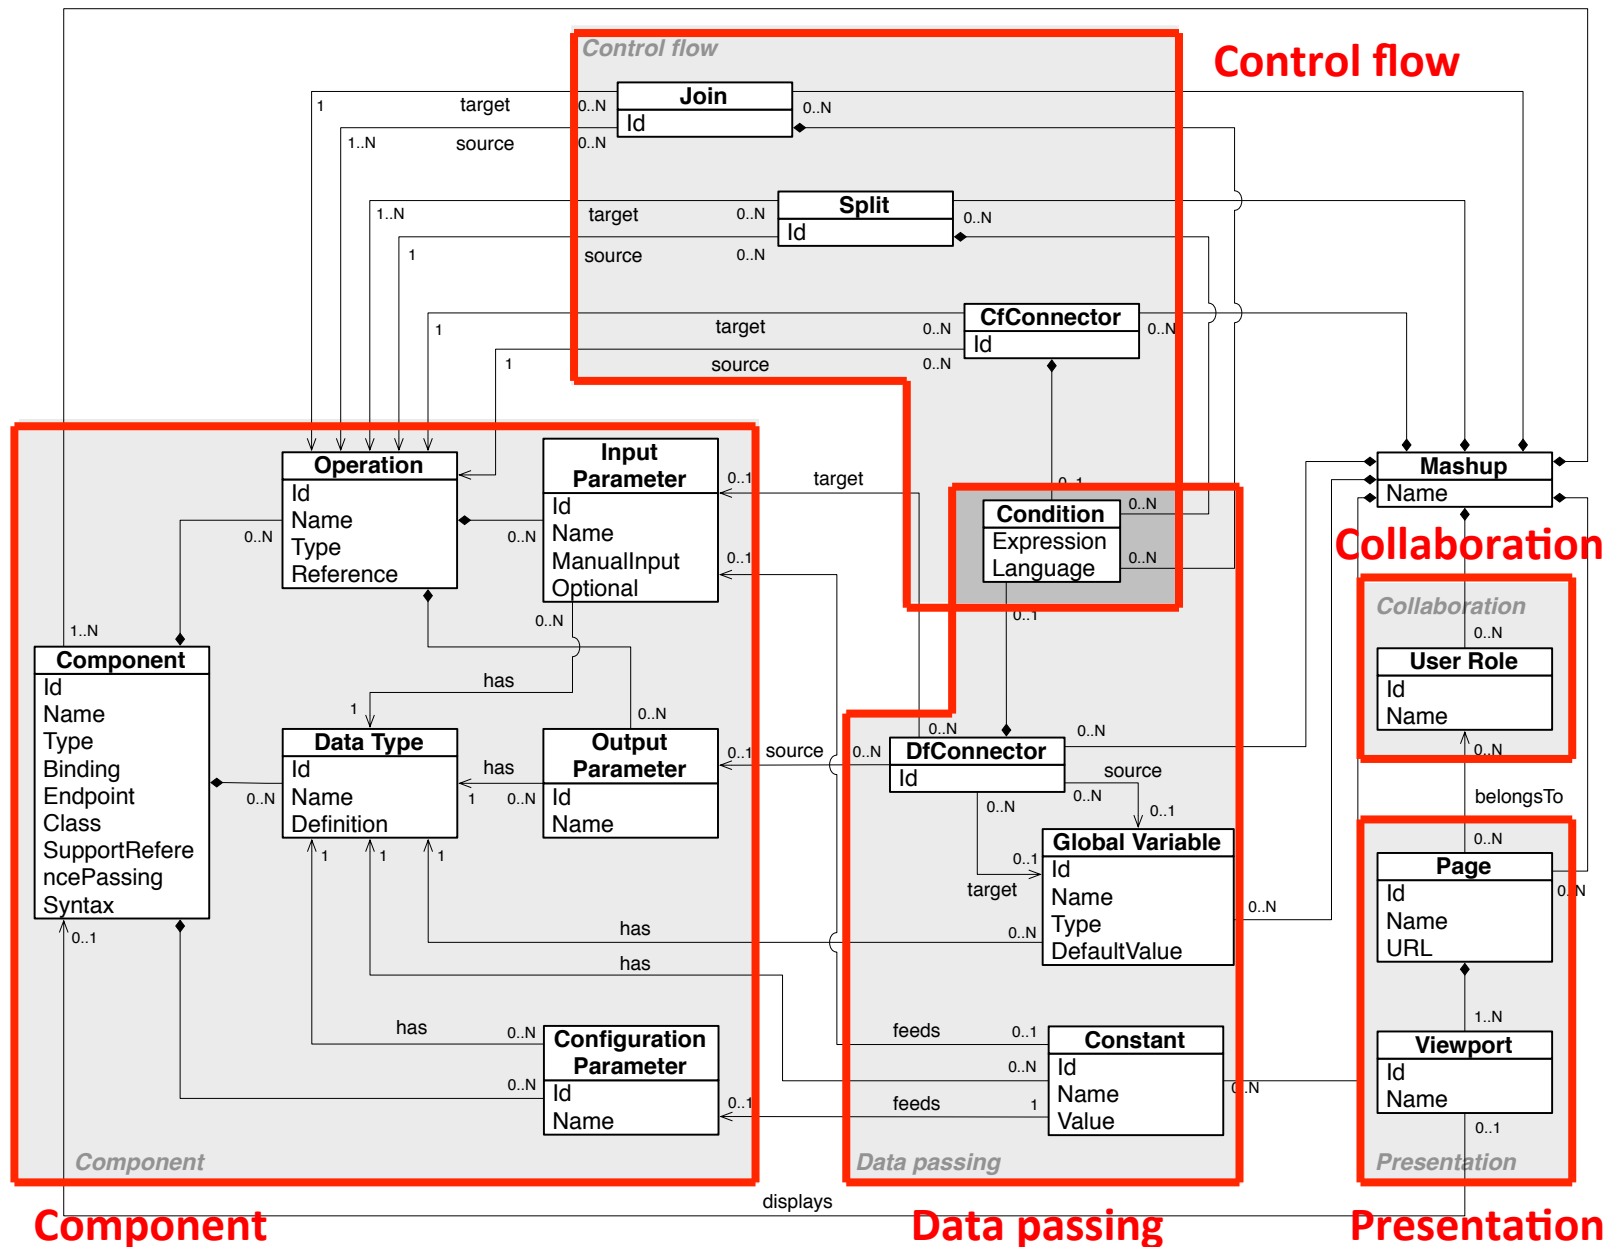 Control flow
Control flow
Join
Id
1
target
0..N
0..N
1..N
source
0..N
Split
Id
1..N
target
0..N
0..N
1
source
0..N
CfConnector
Id
1
target
0..N
0..N
1
source
0..N
Operation
Id
Name
Type
Reference
0..N
Input
Parameter
Id
Name
ManualInput
Optional
0..N
0..1
target
0..1
0..N
0..1
Condition
Expression
Language
0..N
0..N
0..1
Mashup
Name
Collaboration
Collaboration
0..N
User Role
Id
Name
0..N
belongsTo
1..N
Component
Id
Name
Type
Binding
Endpoint
Class
SupportRefere
ncePassing
Syntax
0..1
has
1
Data Type
Id
Name
Definition
0..N
1
1
1
has
1
0..N
0..N
Output
Parameter
Id
Name
0..1
source
0..N
0..N
DfConnector
Id
0..N
source
0..N
0..N
0..1
0..1
target
Global Variable
Id
Name
Type
DefaultValue
0..N
0..N
has
has
0..N
Page
Id
Name
URL
0..N
1..N
Viewport
Id
Name
0..1
has
0..N
Configuration
Parameter
Id
Name
0..N
0..1
feeds
0..1
0..N
feeds
1
Constant
Id
Name
Value
0..N
Component
Data passing
Presentation
displays
Component
Data passing
Presentation